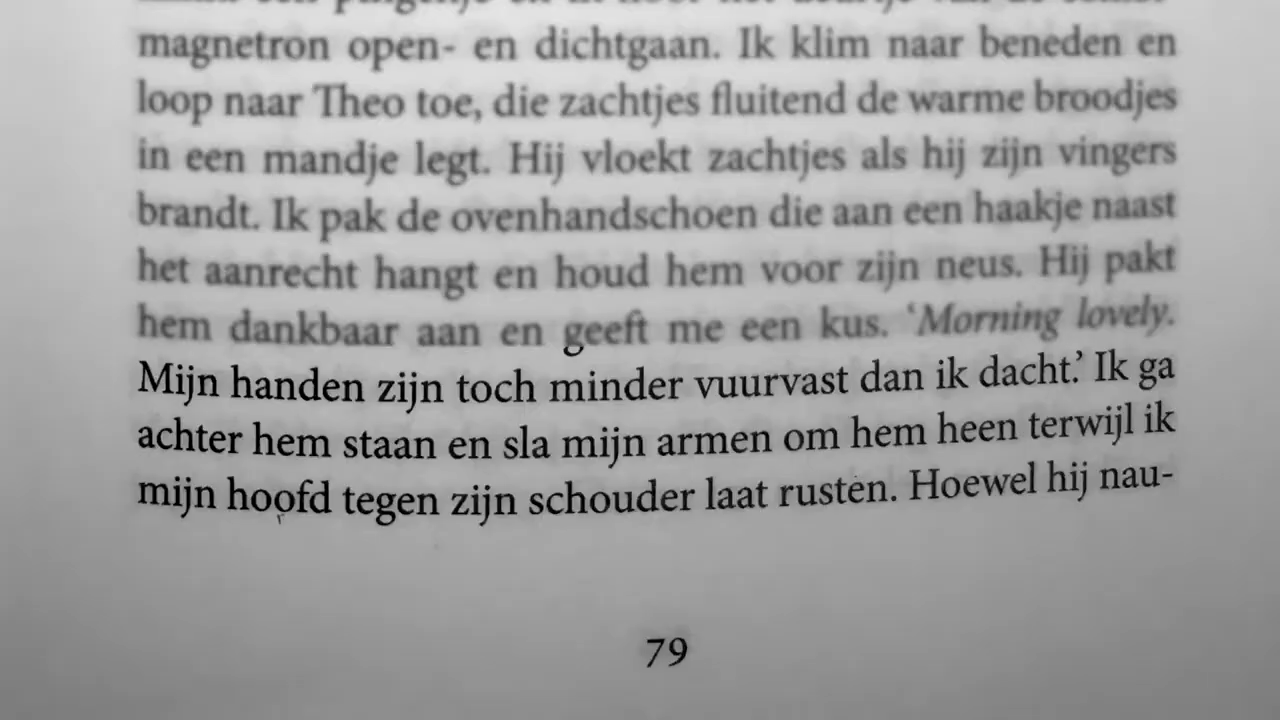 magnetron open- en dichtgaan. Ik klim naar beneden en
loop naar Theo toe, die zachtjes fluitend de warme broodjes
in een mandje legt. Hij vloekt zachtjes als hij zijn vingers
brandt. Ik pak de ovenhandschoen die aan een haakje naast
het aanrecht hangt en houd hem voor zijn neus. Hij pakt
hem dankbaar aan en geeft me een kus. ‘Morning lovely.
Mijn handen zijn toch minder vuurvast dan ik dacht.’ Ik ga
achter hem staan en sla mijn armen om hem heen terwijl ik
mijn hoofd tegen zijn schouder laat rusten. Hoewel hij nau-
79